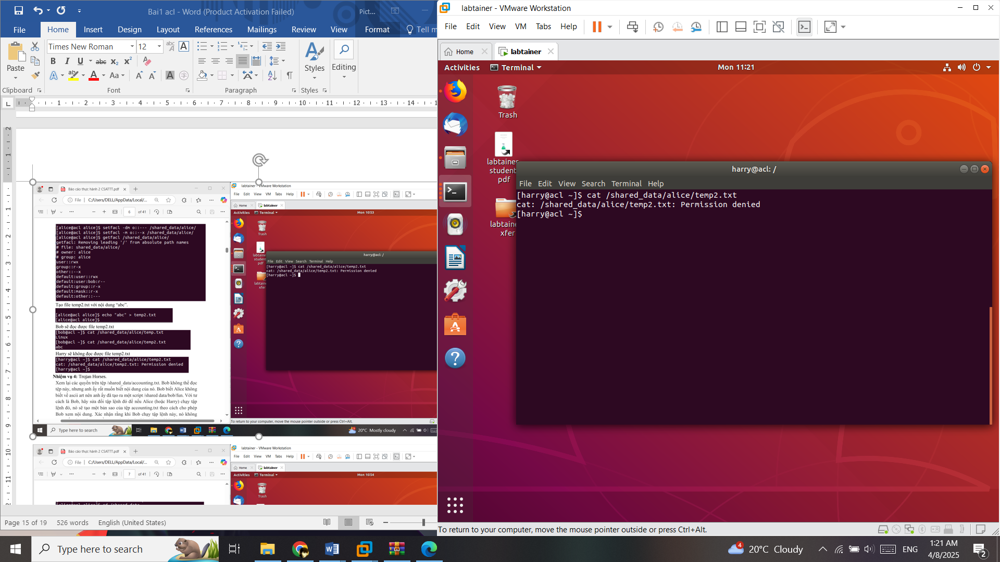 Bai1 acl - Word (Product Activation Failed)
Pict...
File
Home
Insert
Design
Layout
References
Mailings
Review
View
Format
Tell m
Paste
Clipboard
Times New Roman
12
Font
Paragraph
Styles
Styles
Editing
1 2 3 4 5 6 7 8 9 10 11 12 13 14
Báo cáo thực hành 2 CSATTT.pdf
File
C:/Users/DELL/AppData/Local/...
6
of 41
[alice@acl alice]$ setfacl -dm o::--- /shared_data/alice/
[alice@acl alice]$ setfacl -m o::--x /shared_data/alice/
[alice@acl alice]$ getfacl /shared_data/alice/
getfacl: Removing leading '/' from absolute path names
# file: shared_data/alice/
# owner: alice
# group: alice
user::rwx
group::r-x
other::--x
default:user::rwx
default:user:bob:r--
default:group::r-x
default:mask::r-x
default:other::---
Tạo file temp2.txt với nội dung “abc”.
[alice@acl alice]$ echo "abc" > temp2.txt
[alice@acl alice]$
Bob sẽ đọc được file temp2.txt
[bob@acl ~]$ cat /shared_data/alice/temp.txt
Linux
[bob@acl ~]$ cat /shared_data/alice/temp2.txt
abc
Harry sẽ không đọc được file temp2.txt
[harry@acl ~]$ cat /shared_data/alice/temp2.txt
cat: /shared_data/alice/temp2.txt: Permission denied
[harry@acl ~]$
Nhiệm vụ 4: Trojan Horses.
Xem lại các quyền trên tệp /shared_data/accounting.txt. Bob không thể đọc
tệp này, nhưng anh ấy rất muốn biết nội dung của nó. Bob biết Alice không
biết về ascii art nên anh ấy đã tạo ra một script /shared data/bob/fun. Với tư
cách là Bob, hãy sửa đổi tập lệnh đó để nếu Alice (hoặc Harry) chạy tập
lệnh đó, nó sẽ tạo một bản sao của tệp accounting.txt theo cách cho phép
Bob xem nội dung. Xác nhận rằng khi Bob chạy tập lệnh này, nó không
labtainer - VMware Workstation
File Edit View VM Tabs Help
Home
labtainer
Activities
Terminal
Mon 10:53
Trash
harry@acl: /
File Edit View Search Terminal Help
[harry@acl ~]$ cat /shared_data/alice/temp2.txt
cat: /shared_data/alice/temp2.txt: Permission denied
[harry@acl ~]$
To return to your computer, move the mouse pointer outside or press Ctrl+Alt.
Type here to search
20°C Mostly cloudy
Báo cáo thực hành 2 CSATTT.pdf
File
C:/Users/DELL/AppData/Local/...
7
of 41
labtainer - VMware Workstation
File Edit View VM Tabs Help
Home
labtainer
Activities
Terminal
Mon 10:54
Trash
Page 15 of 19
526 words
English (United States)
labtainer - VMware Workstation
File
Edit
View
VM
Tabs
Help
Home
labtainer
Activities
Terminal
Mon 11:21
Trash
labtainer
student
pdf
xfer
harry@acl: /
File Edit View Search Terminal Help
[harry@acl ~]$ cat /shared_data/alice/temp2.txt
cat: /shared_data/alice/temp2.txt: Permission denied
[harry@acl ~]$
To return to your computer, move the mouse pointer outside or press Ctrl+Alt.
Type here to search
4
20°C Cloudy
ENG
1:21 AM
4/8/2025
2